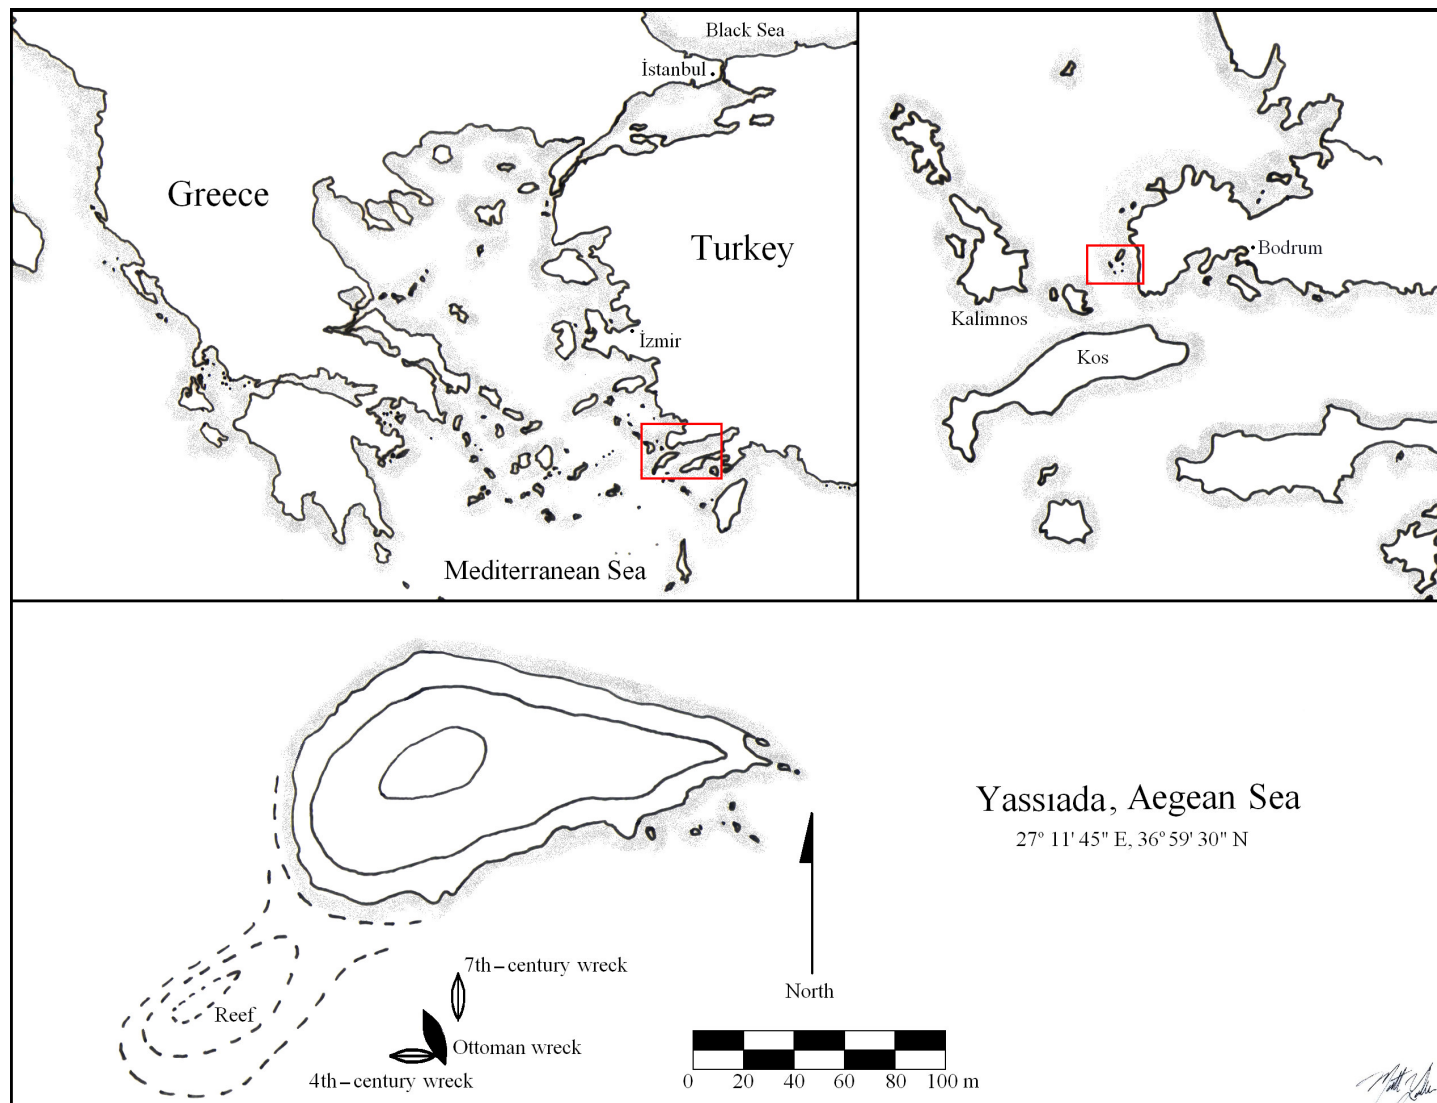 Black Sea
İstanbul
Greece
Turkey
İzmir
Mediterranean Sea
Bodrum
Kalimnos
Kos
Yassıada, Aegean Sea
27° 11' 45" E, 36° 59' 30" N
7th-century wreck
North
Reef
Ottoman wreck
4th-century wreck
0 20 40 60 80 100 m